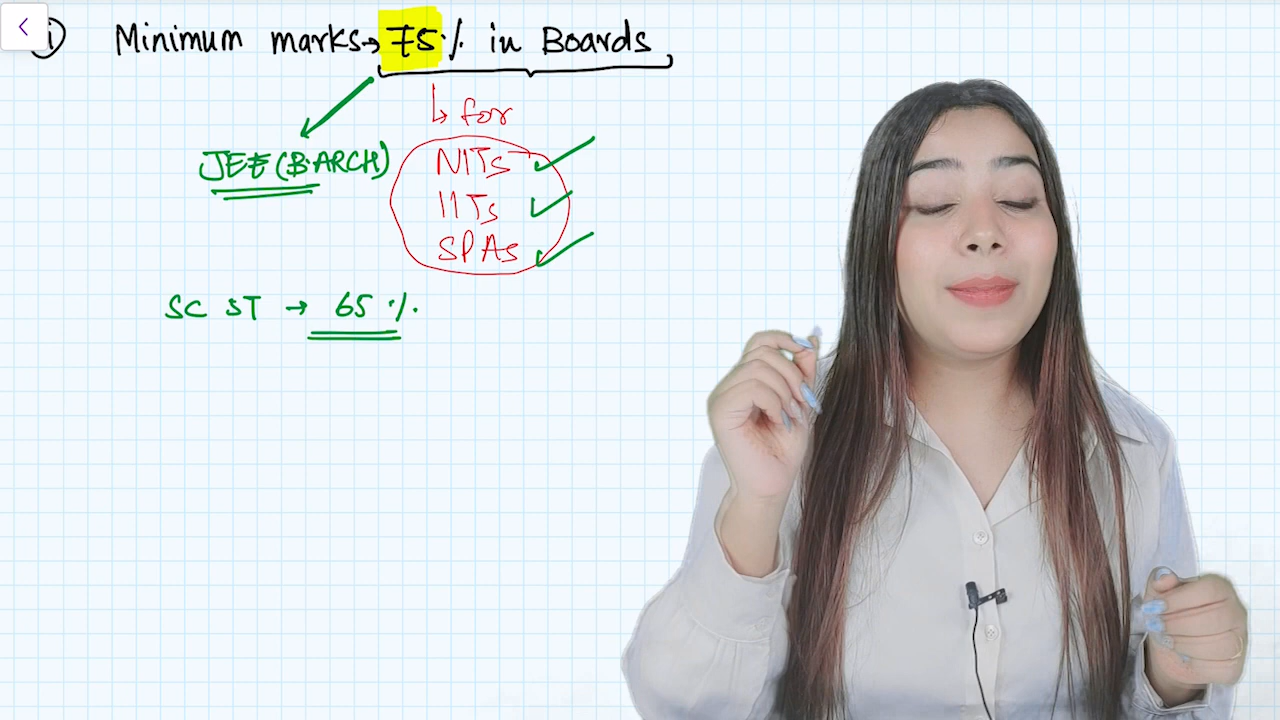 i) Minimum marks → 75% in Boards
↳ for
JEE (B.ARCH)
NITs
IITs
SPAs
SC ST → 65 %